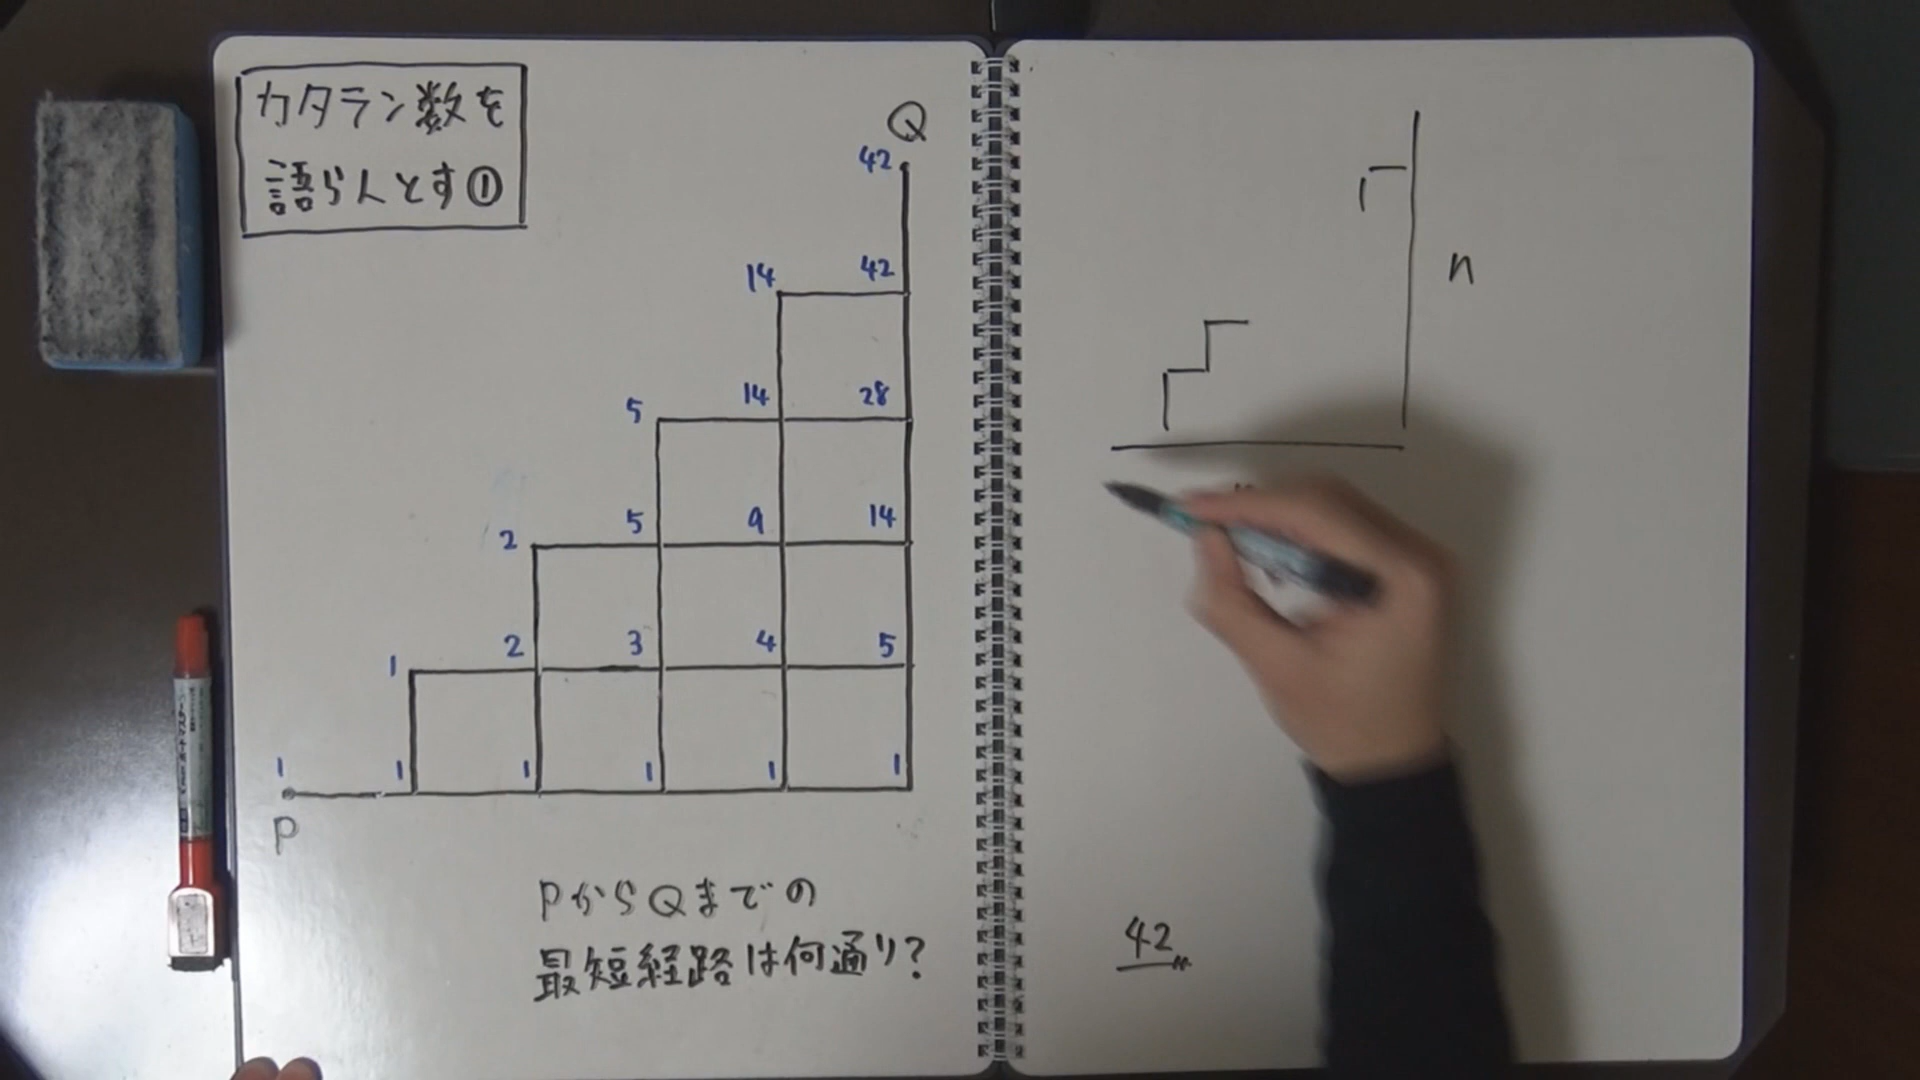 カタラン数を
語らんとす①
Q
42
14 42
5 14 28
2 5 9 14
1 2 3 4 5
1 1 1 1 1 1
P
PからQまでの
最短経路は何通り?
n
42